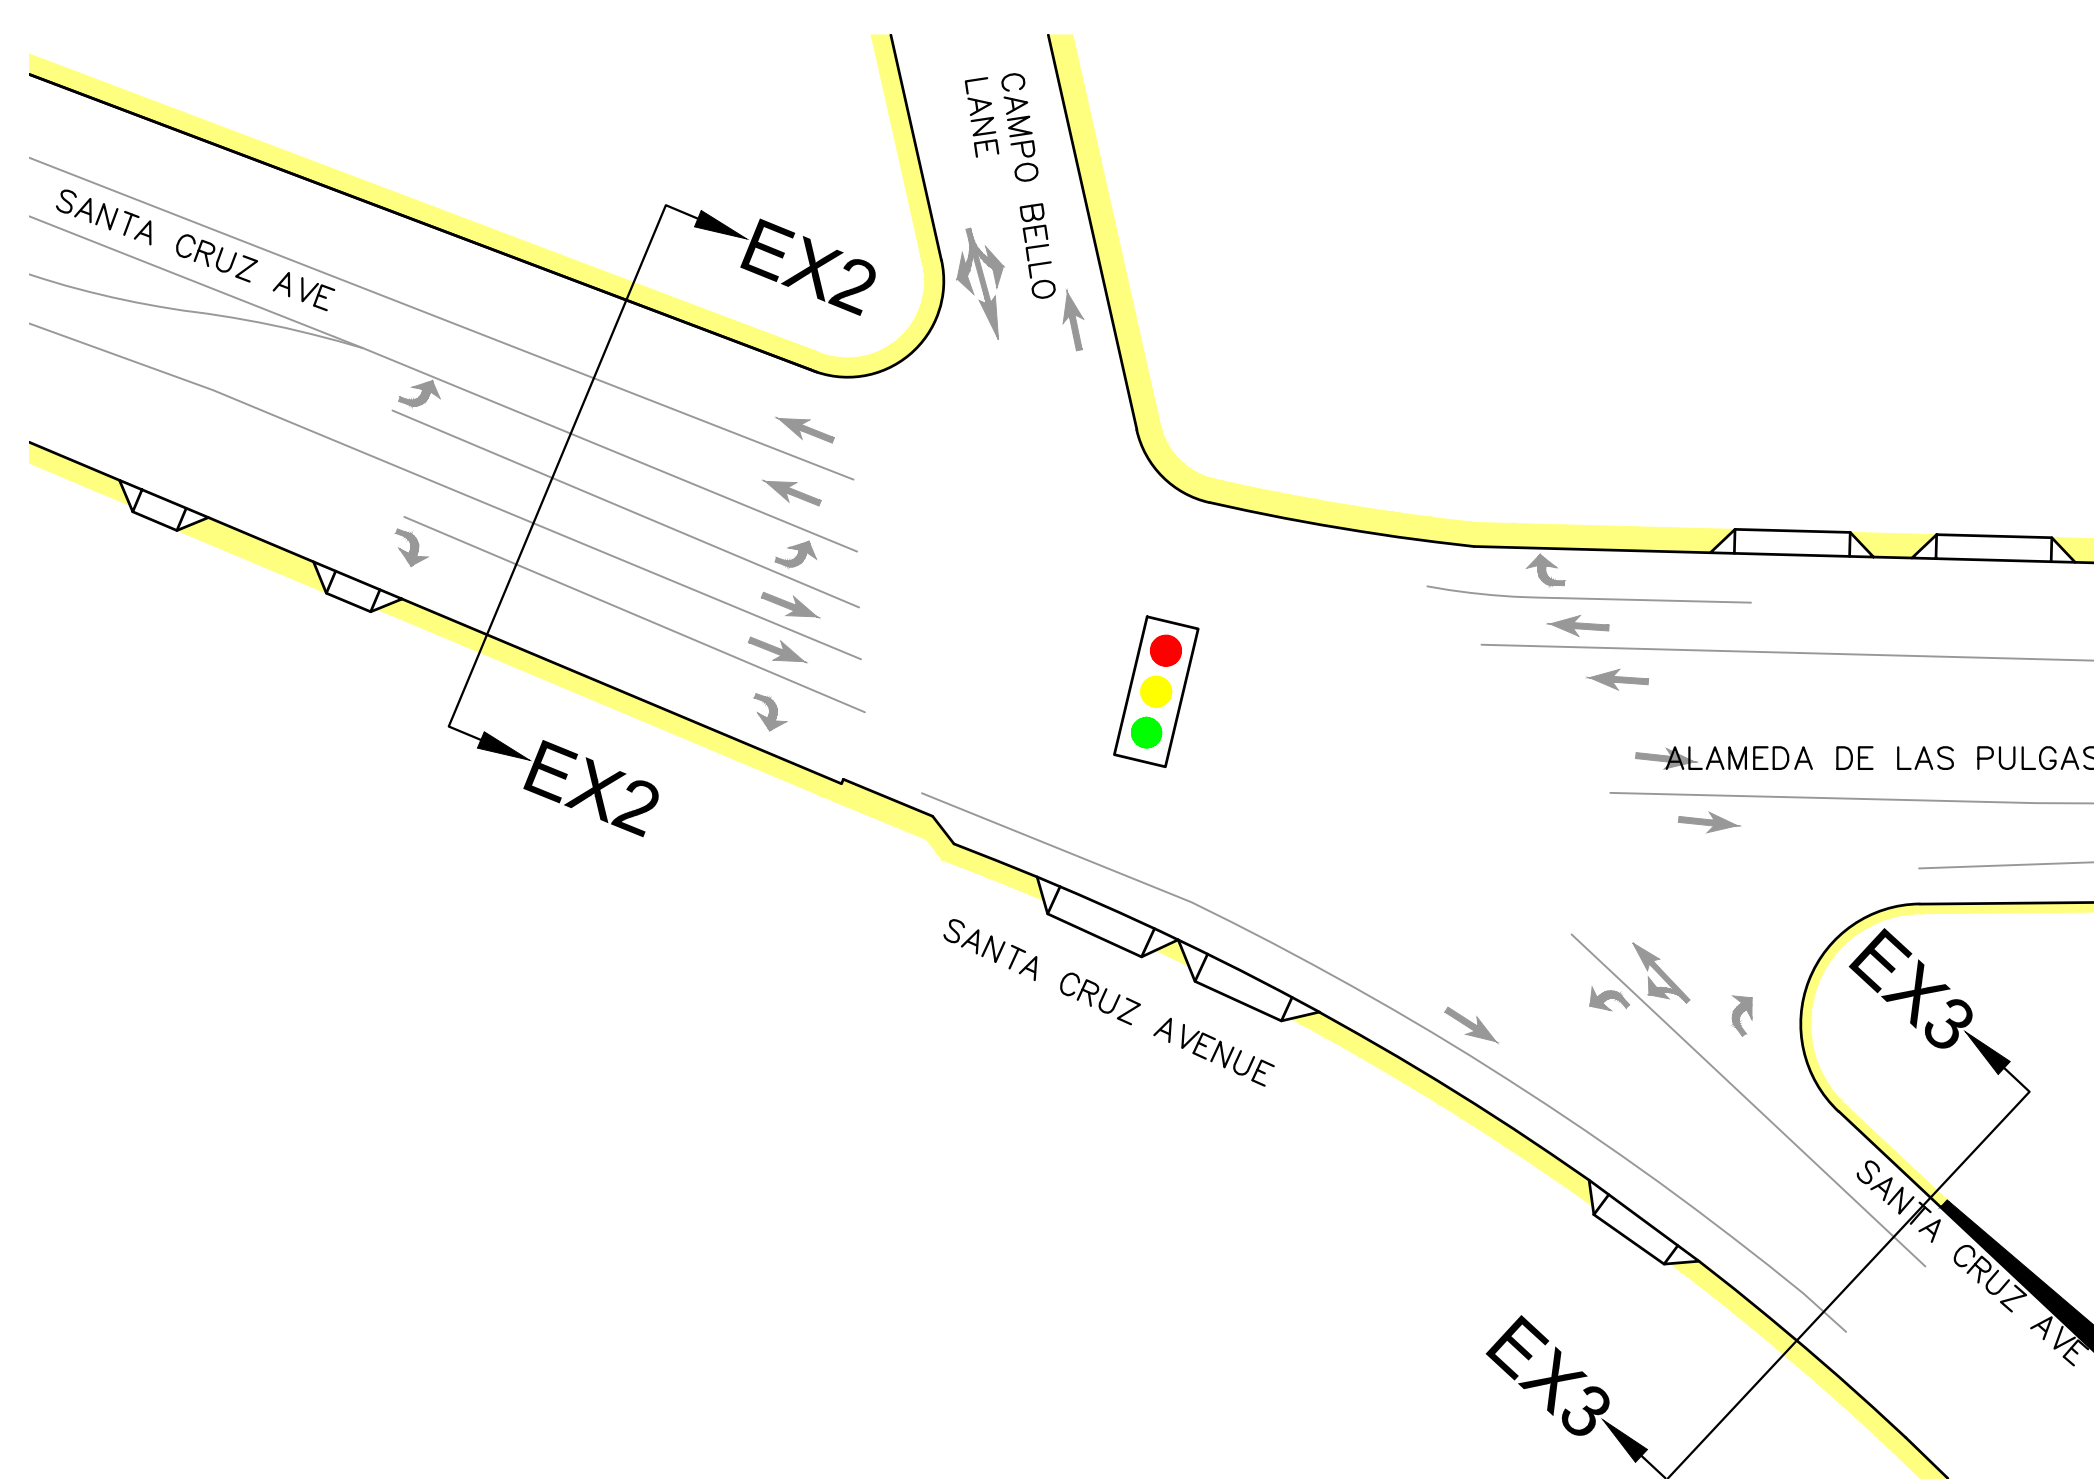 CAMPO BELLO
LANE
SANTA CRUZ AVE
EX2
EX2
ALAMEDA DE LAS PULGAS
SANTA CRUZ AVENUE
EX3
SANTA CRUZ AVE
EX3